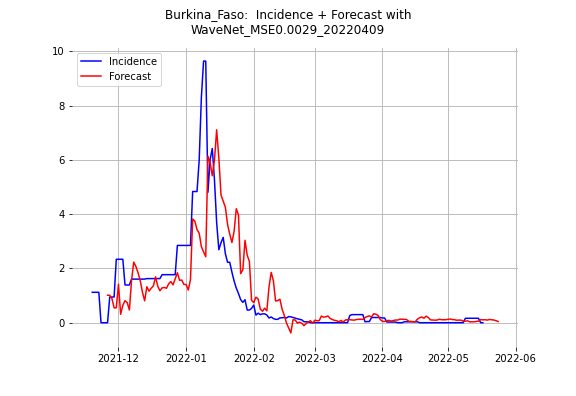 Burkina_Faso:  Incidence + Forecast with
WaveNet_MSE0.0029_20220409
Incidence
Forecast
10
8
6
4
2
0
2021-12 2022-01 2022-02 2022-03 2022-04 2022-05 2022-06